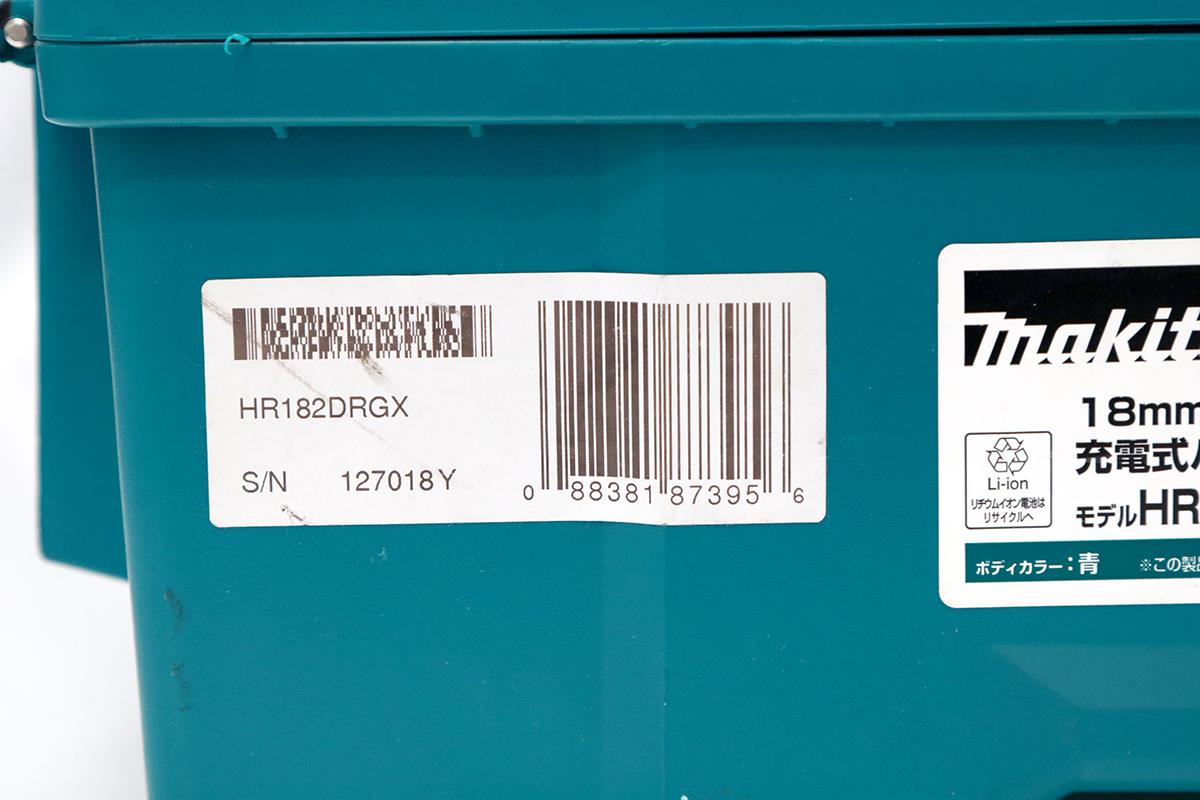 HR182DRGX
S/N 127018Y
0 88381 87395 6
makit
18mm
充電式
Li-ion
リチウムイオン電池は
リサイクルへ
モデルHR
ボディカラー：青 ※この製品